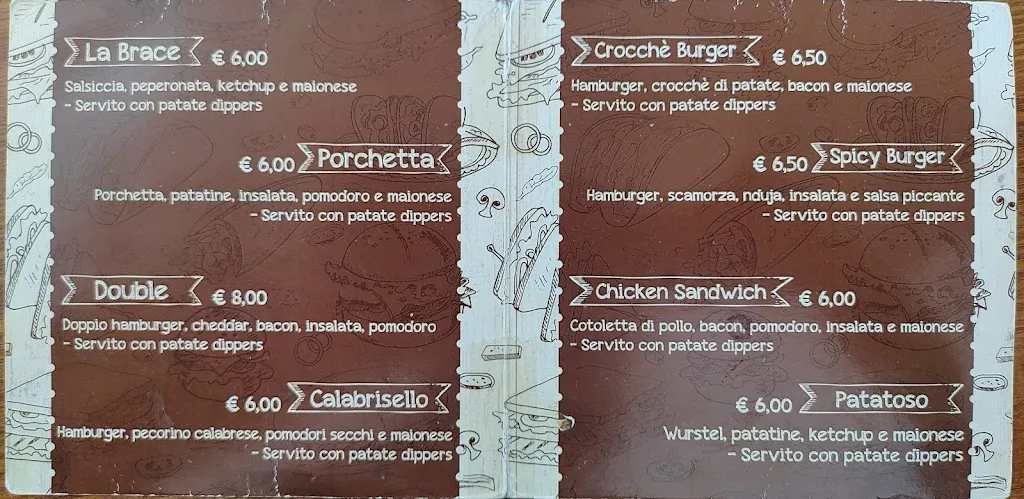 La Brace € 6,00
Salsiccia, peperonata, ketchup e maionese
- Servito con patate dippers
€ 6,00 Porchetta
Porchetta, patatine, insalata, pomodoro e maionese
- Servito con patate dippers
Double € 8,00
Doppio hamburger, cheddar, bacon, insalata, pomodoro
- Servito con patate dippers
€ 6,00 Calabrisello
Hamburger, pecorino calabrese, pomodori secchi e maionese
- Servito con patate dippers
Crocchè Burger € 6,50
Hamburger, crocchè di patate, bacon e maionese
- Servito con patate dippers
€ 6,50 Spicy Burger
Hamburger, scamorza, nduja, insalata e salsa piccante
- Servito con patate dippers
Chicken Sandwich € 6,00
Cotoletta di pollo, bacon, pomodoro, insalata e maionese
- Servito con patate dippers
€ 6,00 Patatoso
Wurstel, patatine, ketchup e maionese
- Servito con patate dippers